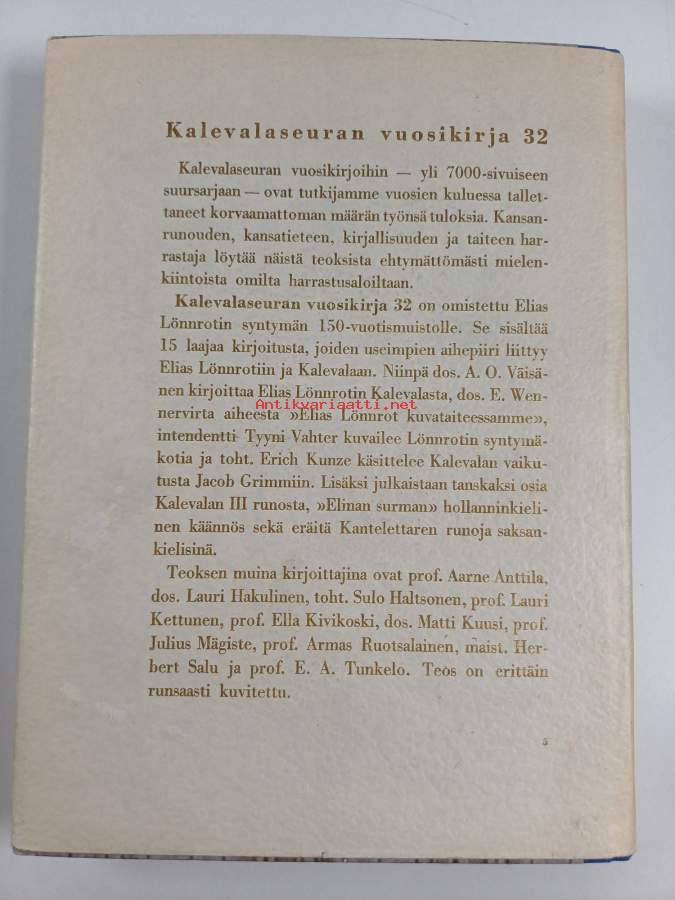 Kalevalaseuran vuosikirja 32
Kalevalaseuran vuosikirjoihin — yli 7000-sivuiseen
suursarjaan — ovat tutkijamme vuosien kuluessa tallet-
taneet korvaamattoman määrän työnsä tuloksia. Kansan-
runouden, kansatieteen, kirjallisuuden ja taiteen har-
rastaja löytää näistä teoksista ehtymättömästi mielen-
kiintoista omilta harrastusaloiltaan.
Kalevalaseuran vuosikirja 32 on omistettu Elias
Lönnrotin syntymän 150-vuotismuistolle. Se sisältää
15 laajaa kirjoitusta, joiden useimpien aihepiiri liittyy
Elias Lönnrotiin ja Kalevalaan. Niinpä dos. A. O. Väisä-
nen kirjoittaa Elias Lönnrotin Kalevalasta, dos. E. Wen-
Antikvariaatti.net
nervirta aiheesta »Elias Lönnrot kuvataiteessamme»,
intendentti Tyyni Vahter kuvailee Lönnrotin syntymä-
kotia ja toht. Erich Kunze käsittelee Kalevalan vaiku-
tusta Jacob Grimmiin. Lisäksi julkaistaan tanskaksi osia
Kalevalan III runosta, »Elinan surman» hollanninkieli-
nen käännös sekä eräitä Kantelettaren runoja saksan-
kielisinä.
Teoksen muina kirjoittajina ovat prof. Aarne Anttila,
dos. Lauri Hakulinen, toht. Sulo Haltsonen, prof. Lauri
Kettunen, prof. Ella Kivikoski, dos. Matti Kuusi, prof.
Julius Mägiste, prof. Armas Ruotsalainen, maist. Her-
bert Salu ja prof. E. A. Tunkelo. Teos on erittäin
runsaasti kuvitettu.
5